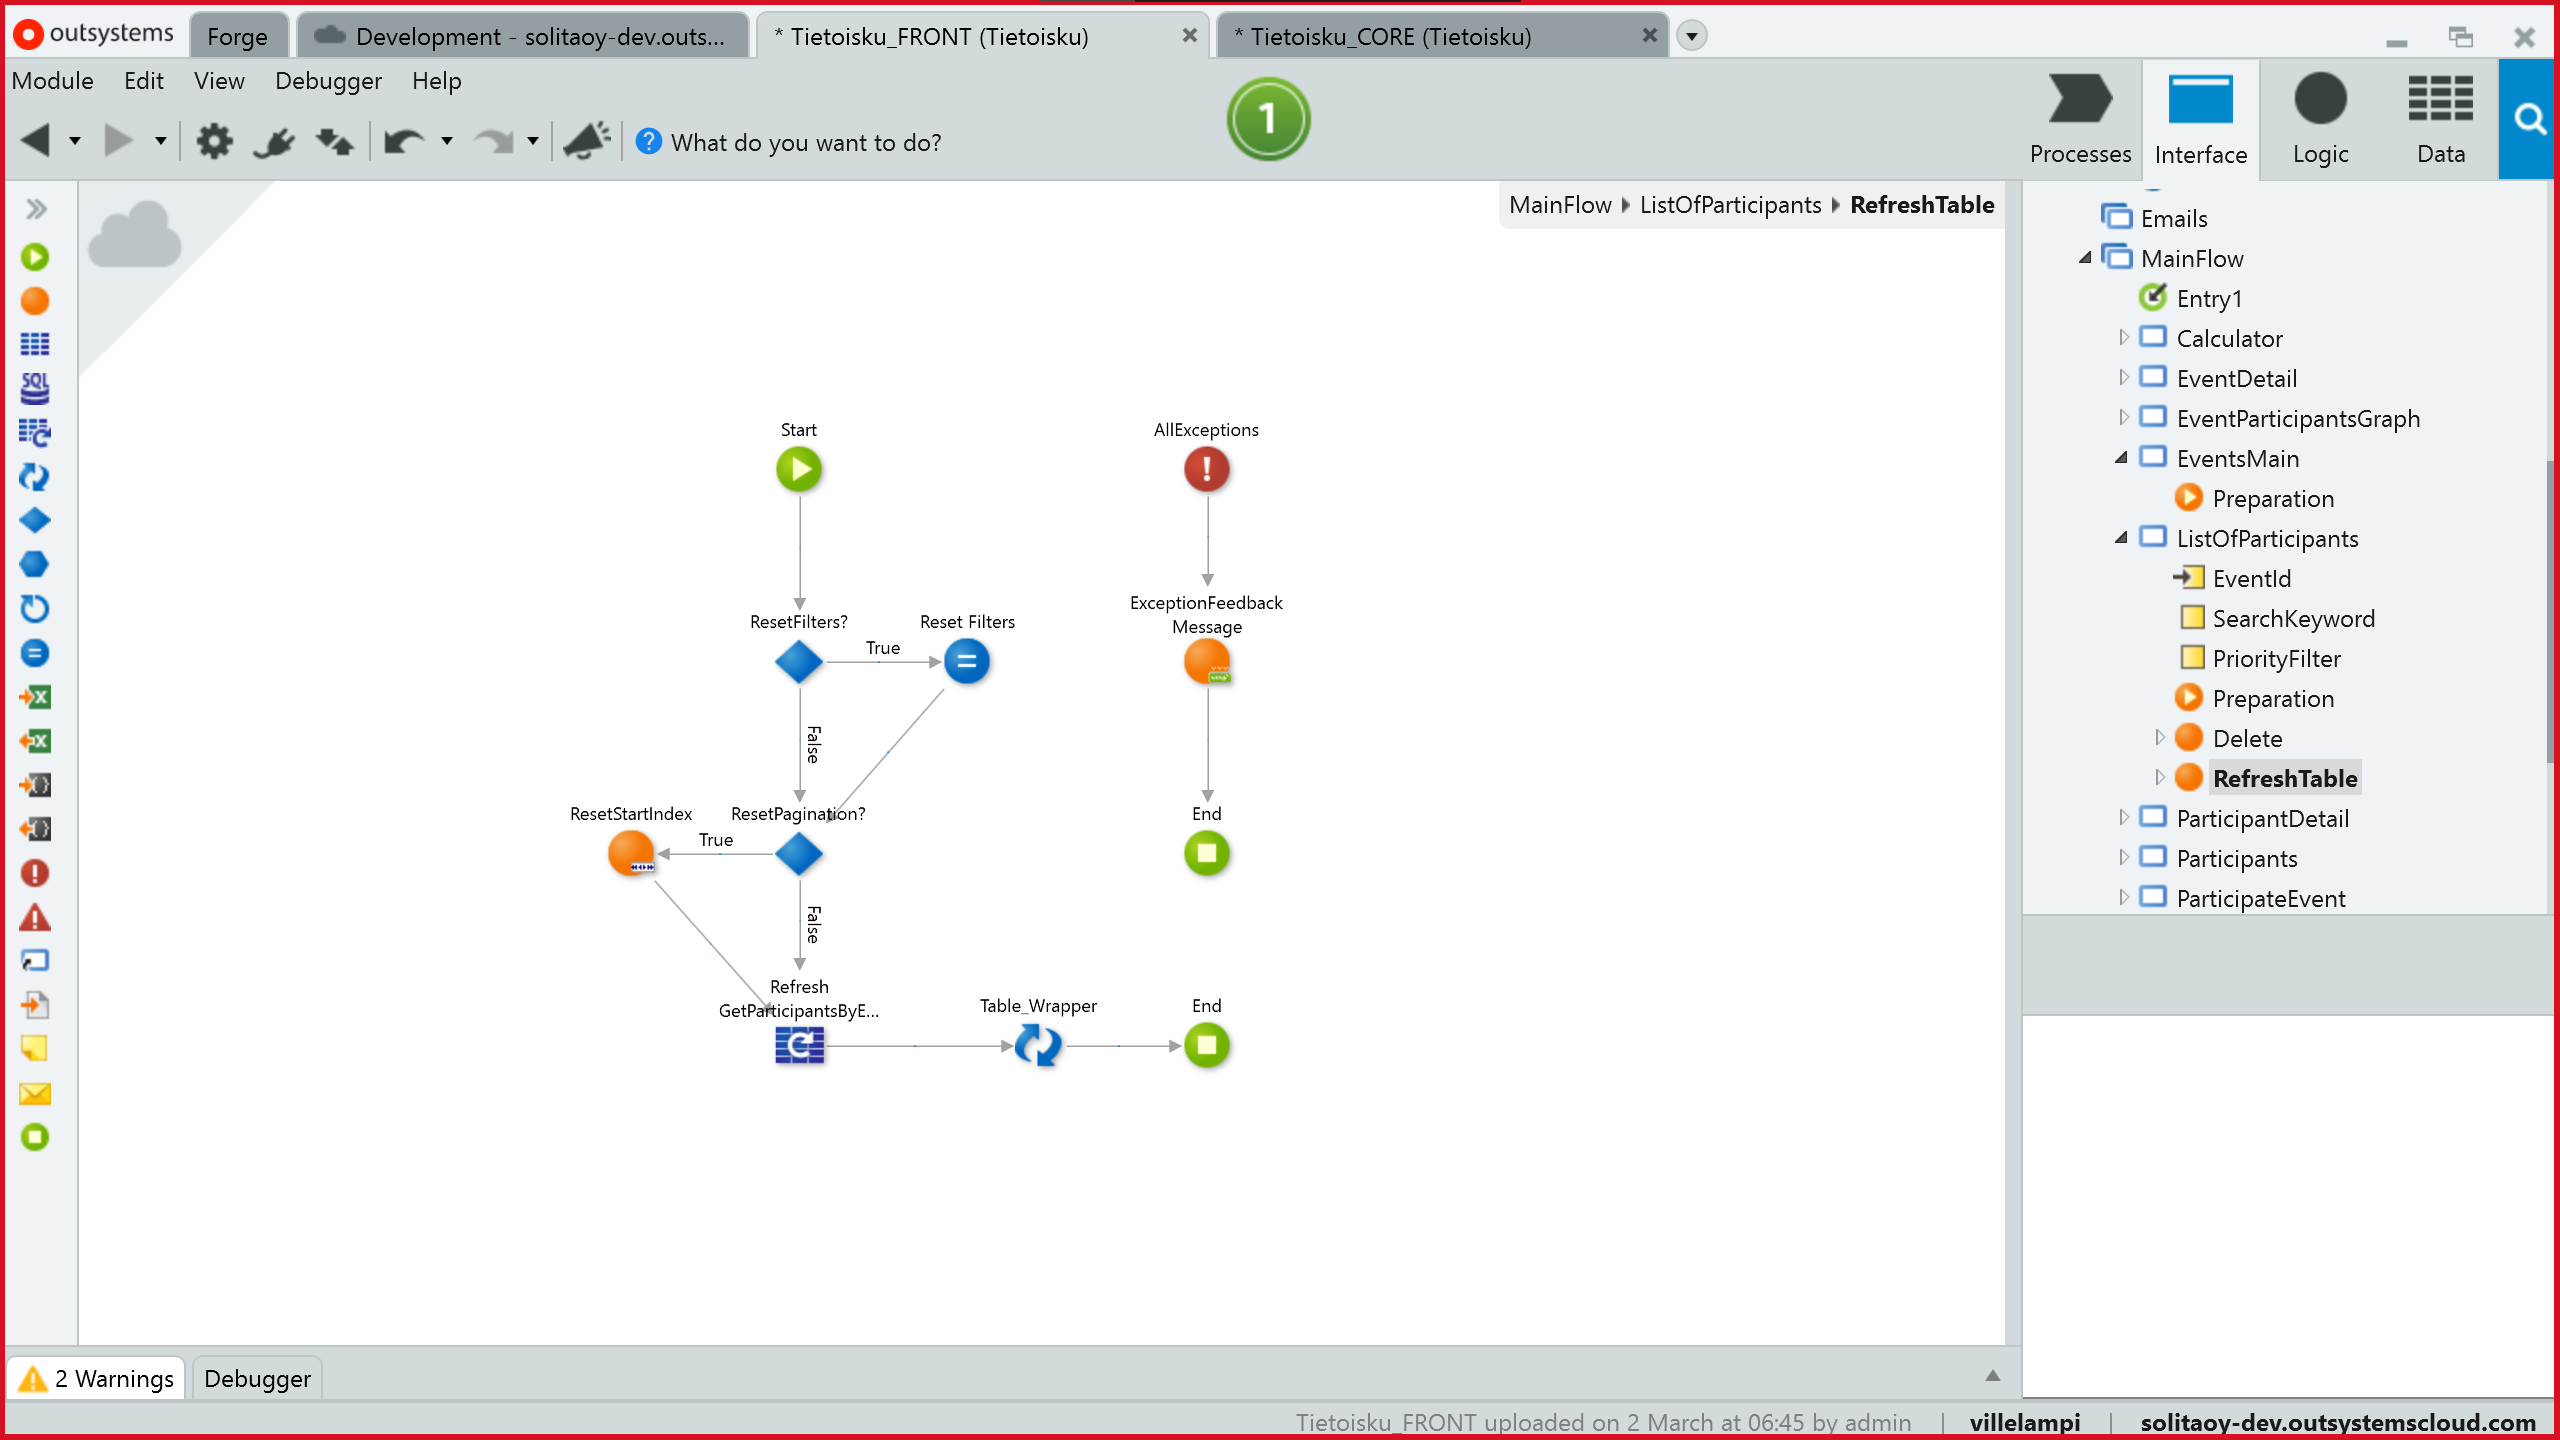 outsystems
Forge
Development - solitaoy-dev.outs...
* Tietoisku_FRONT (Tietoisku)
* Tietoisku_CORE (Tietoisku)
Module Edit View Debugger Help
What do you want to do?
1
Processes Interface Logic Data
MainFlow ListOfParticipants RefreshTable
SQL
Start
ResetFilters?
True
Reset Filters
False
ResetStartIndex
True
ResetPagination?
False
Refresh
GetParticipantsByE...
Table_Wrapper
End
AllExceptions
ExceptionFeedback
Message
End
Emails
MainFlow
Entry1
Calculator
EventDetail
EventParticipantsGraph
EventsMain
Preparation
ListOfParticipants
EventId
SearchKeyword
PriorityFilter
Preparation
Delete
RefreshTable
ParticipantDetail
Participants
ParticipateEvent
2 Warnings
Debugger
Tietoisku_FRONT uploaded on 2 March at 06:45 by admin | villelampi | solitaoy-dev.outsystemscloud.com